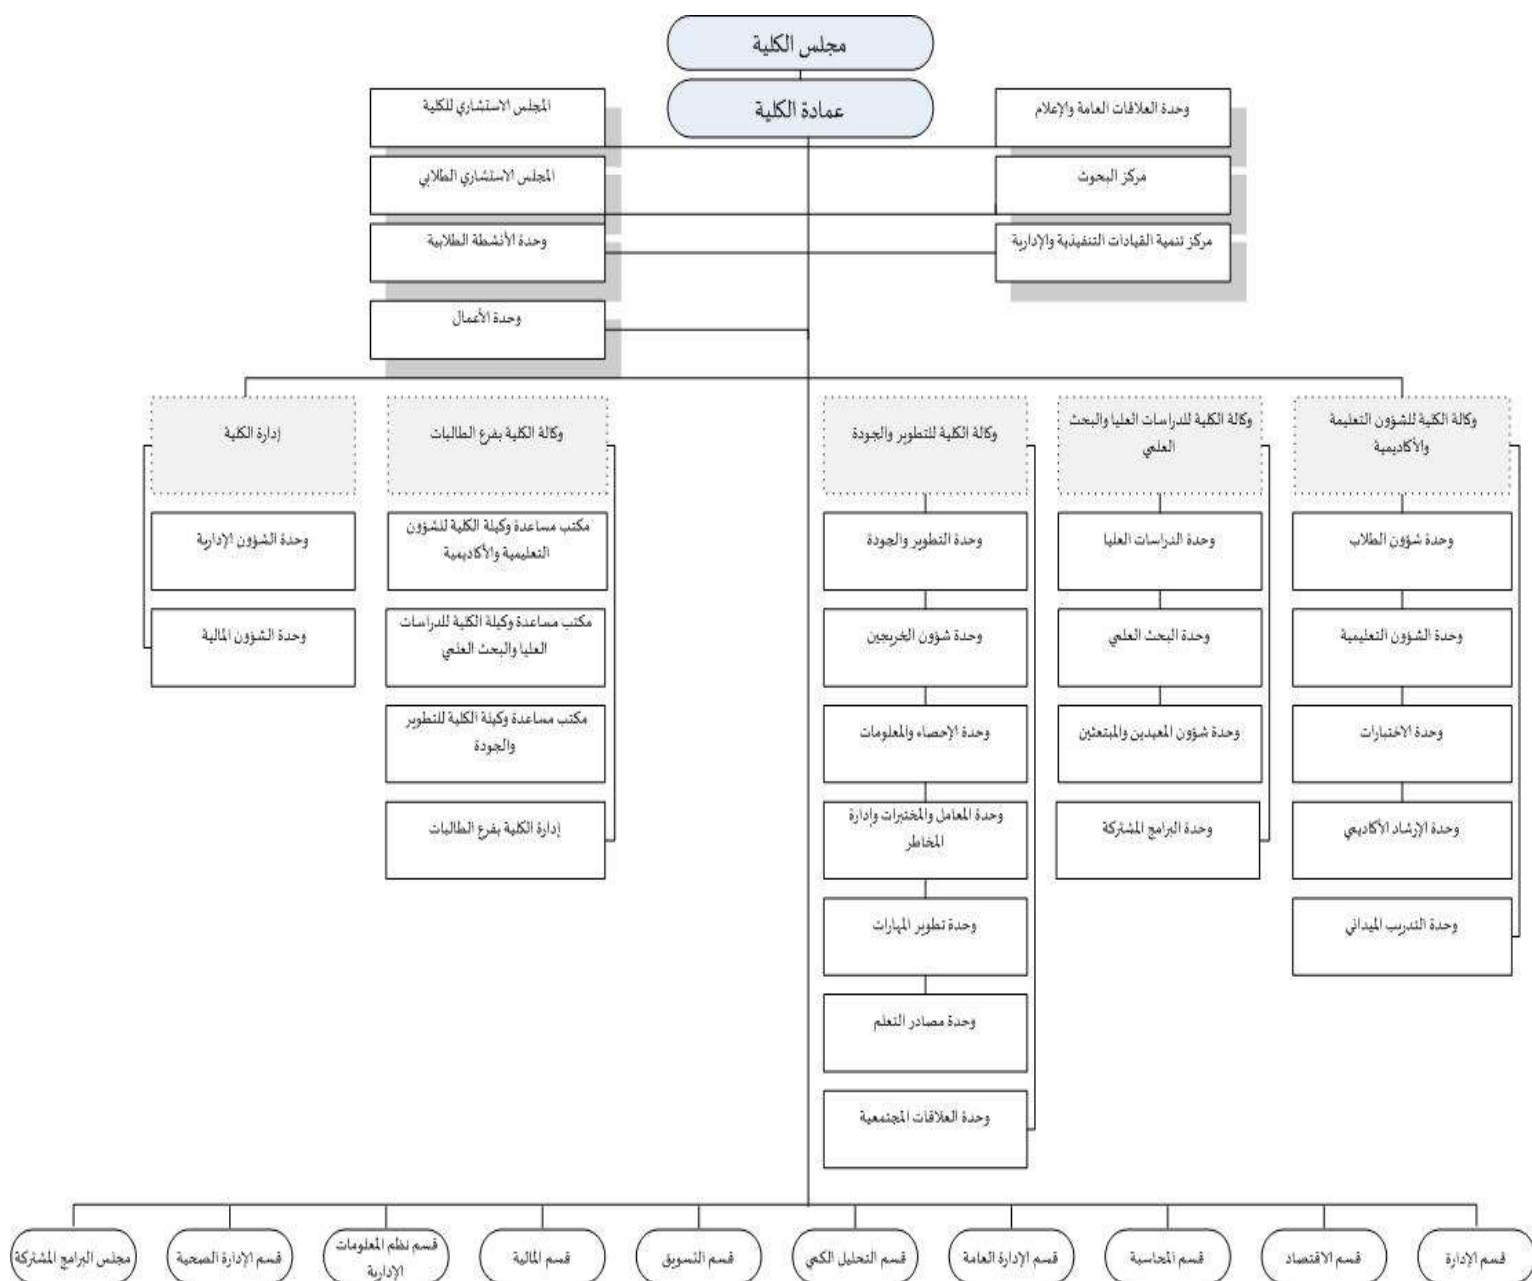 مجلس الكلية
عمادة الكلية
وحدة العلاقات العامة والإعلام
المجلس الاستشاري للكلية
مركز البحوث
المجلس الاستشاري الطلابي
مركز تنمية القيادات التنفيذية والإدارية
وحدة الأنشطة الطلابية
وحدة الأعمال
وكالة الكلية للشؤون التعليمة
والأكاديمية
وحدة شؤون الطلاب
وحدة الشؤون التعليمية
وحدة الاختبارات
وحدة الإرشاد الأكاديمي
وحدة التدريب الميداني
وكالة الكلية للدراسات العليا والبحث
العلمي
وحدة الدراسات العليا
وحدة البحث العلمي
وحدة شؤون المعيدين والمبتعثين
وحدة البرامج المشتركة
وكالة الكلية للتطوير والجودة
وحدة التطوير والجودة
وحدة شؤون الخريجين
وحدة الإحصاء والمعلومات
وحدة المعامل والمختبرات وإدارة
المخاطر
وحدة تطوير المهارات
وحدة مصادر التعلم
وحدة العلاقات المجتمعية
وكالة الكلية بفرع الطالبات
مكتب مساعدة وكيلة الكلية للشؤون
التعليمية والأكاديمية
مكتب مساعدة وكيلة الكلية للدراسات
العليا والبحث العلمي
مكتب مساعدة وكيلة الكلية للتطوير
والجودة
إدارة الكلية بفرع الطالبات
إدارة الكلية
وحدة الشؤون الإدارية
وحدة الشؤون المالية
قسم الإدارة
قسم الاقتصاد
قسم المحاسبة
قسم الإدارة العامة
قسم التحليل الكمي
قسم التسويق
قسم المالية
قسم نظم المعلومات
الإدارية
قسم الإدارة الصحية
مجلس البرامج المشتركة